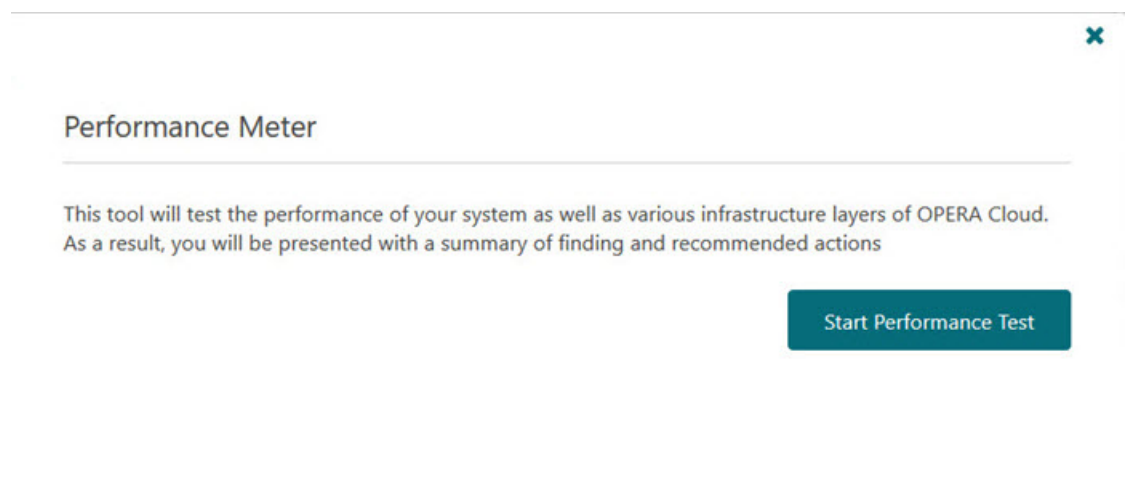 Performance Meter
This tool will test the performance of your system as well as various infrastructure layers of OPERA Cloud.
As a result, you will be presented with a summary of finding and recommended actions
Start Performance Test